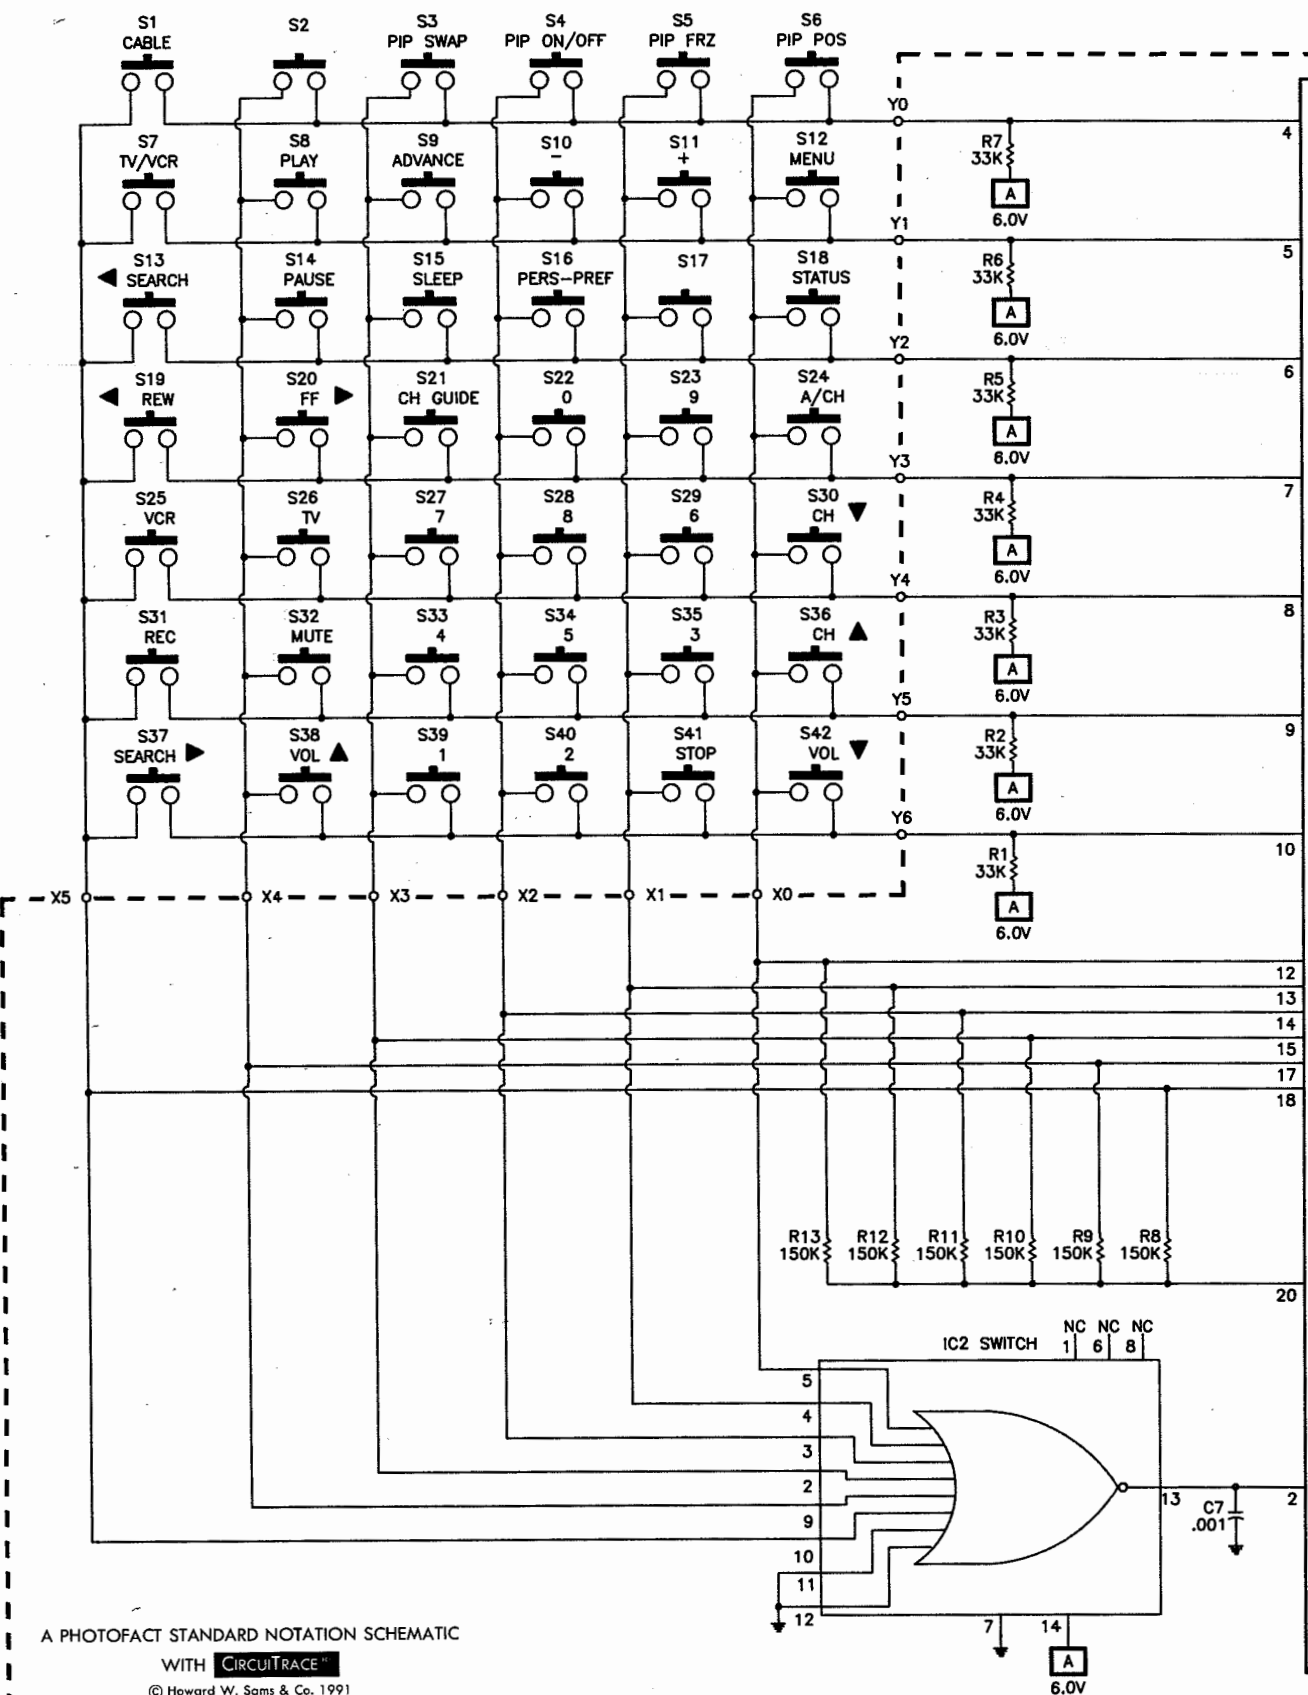 S1 S2 S3 S4 S5 S6
CABLE PIP SWAP PIP ON/OFF PIP FRZ PIP POS
Y0
4
R7
33K
A
6.0V
S7 S8 S9 S10 S11 S12
TV/VCR PLAY ADVANCE - + MENU
Y1
5
R6
33K
A
6.0V
S13 S14 S15 S16 S17 S18
◀ SEARCH PAUSE SLEEP PERS-PREF STATUS
Y2
6
R5
33K
A
6.0V
S19 S20 S21 S22 S23 S24
◀ REW FF ▶ CH GUIDE 0 9 A/CH
Y3
7
R4
33K
A
6.0V
S25 S26 S27 S28 S29 S30
VCR TV 7 8 6 CH ▼
Y4
8
R3
33K
A
6.0V
S31 S32 S33 S34 S35 S36
REC MUTE 4 5 3 CH ▲
Y5
9
R2
33K
A
6.0V
S37 S38 S39 S40 S41 S42
SEARCH ▶ VOL ▲ 1 2 STOP VOL ▼
Y6
10
R1
33K
A
6.0V
X5 X4 X3 X2 X1 X0
12
13
14
15
17
18
R13 R12 R11 R10 R9 R8
150K 150K 150K 150K 150K 150K
20
IC2 SWITCH
NC NC NC
1 6 8
5
4
3
2
9
10
11
12
13
C7
.001
2
7 14
A
6.0V
A PHOTOFACT STANDARD NOTATION SCHEMATIC
WITH CIRCUITRACE
© Howard W. Sams & Co. 1991